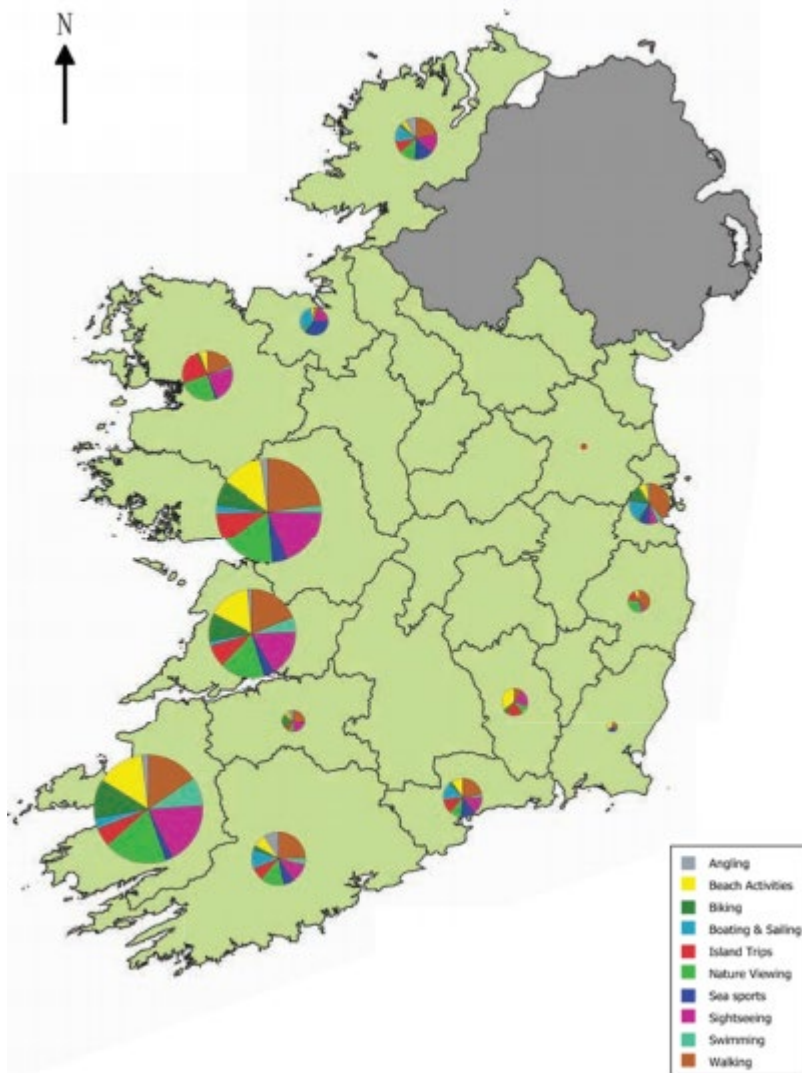 N
Angling
Beach Activities
Biking
Boating & Sailing
Island Trips
Nature Viewing
Sea sports
Sightseeing
Swimming
Walking